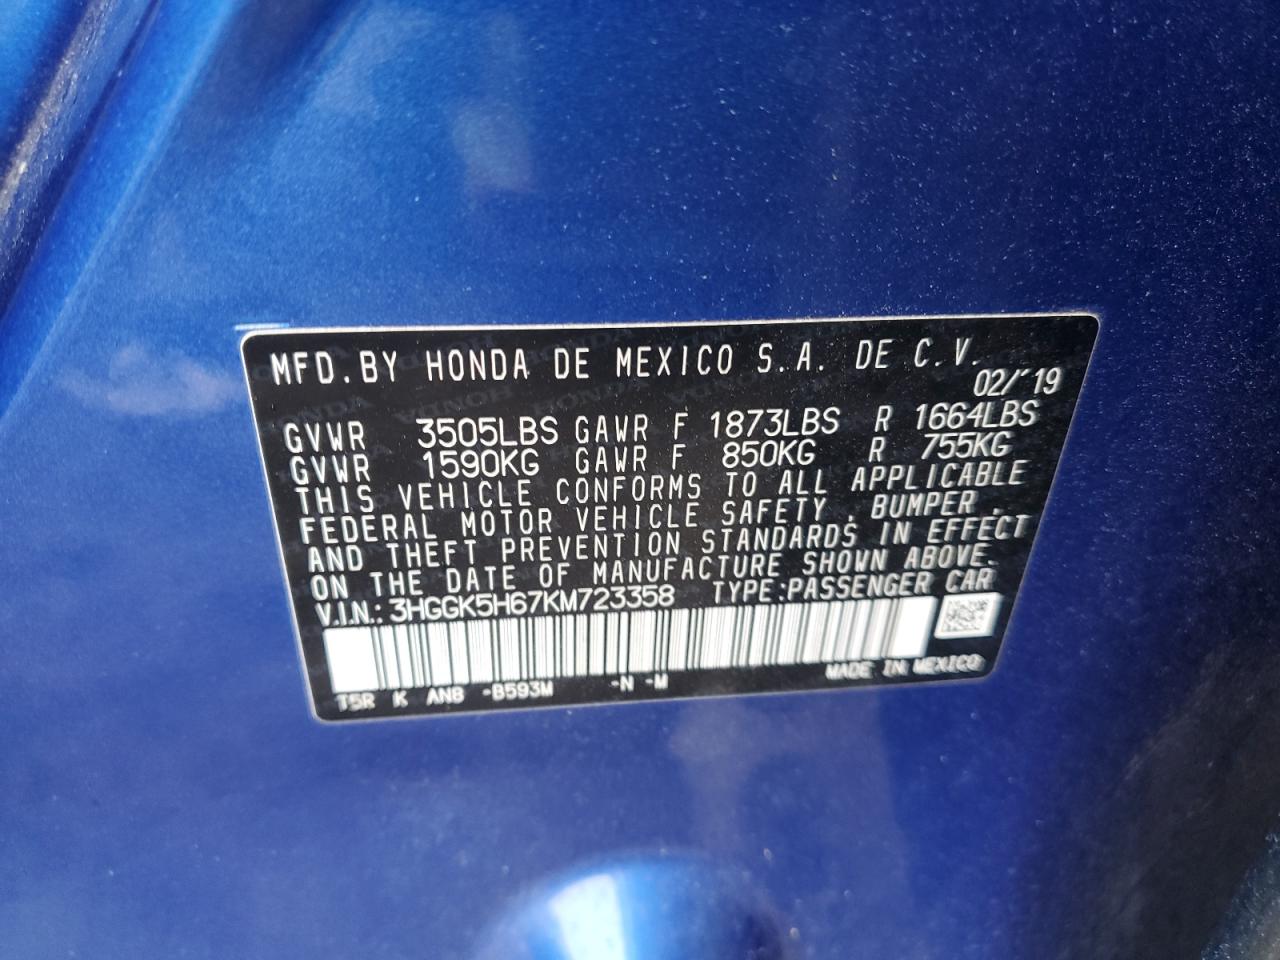 MFD. BY HONDA DE MEXICO S.A. DE C.V.
02/'19
GVWR 3505LBS GAWR F 1873LBS R 1664LBS
GVWR 1590KG GAWR F 850KG R 755KG
THIS VEHICLE CONFORMS TO ALL APPLICABLE
FEDERAL MOTOR VEHICLE SAFETY, BUMPER,
AND THEFT PREVENTION STANDARDS IN EFFECT
ON THE DATE OF MANUFACTURE SHOWN ABOVE.
V.I.N.: 3HGGK5H67KM723358 TYPE:PASSENGER CAR
MADE IN MEXICO
T5R K AN8 -B593M -N -M